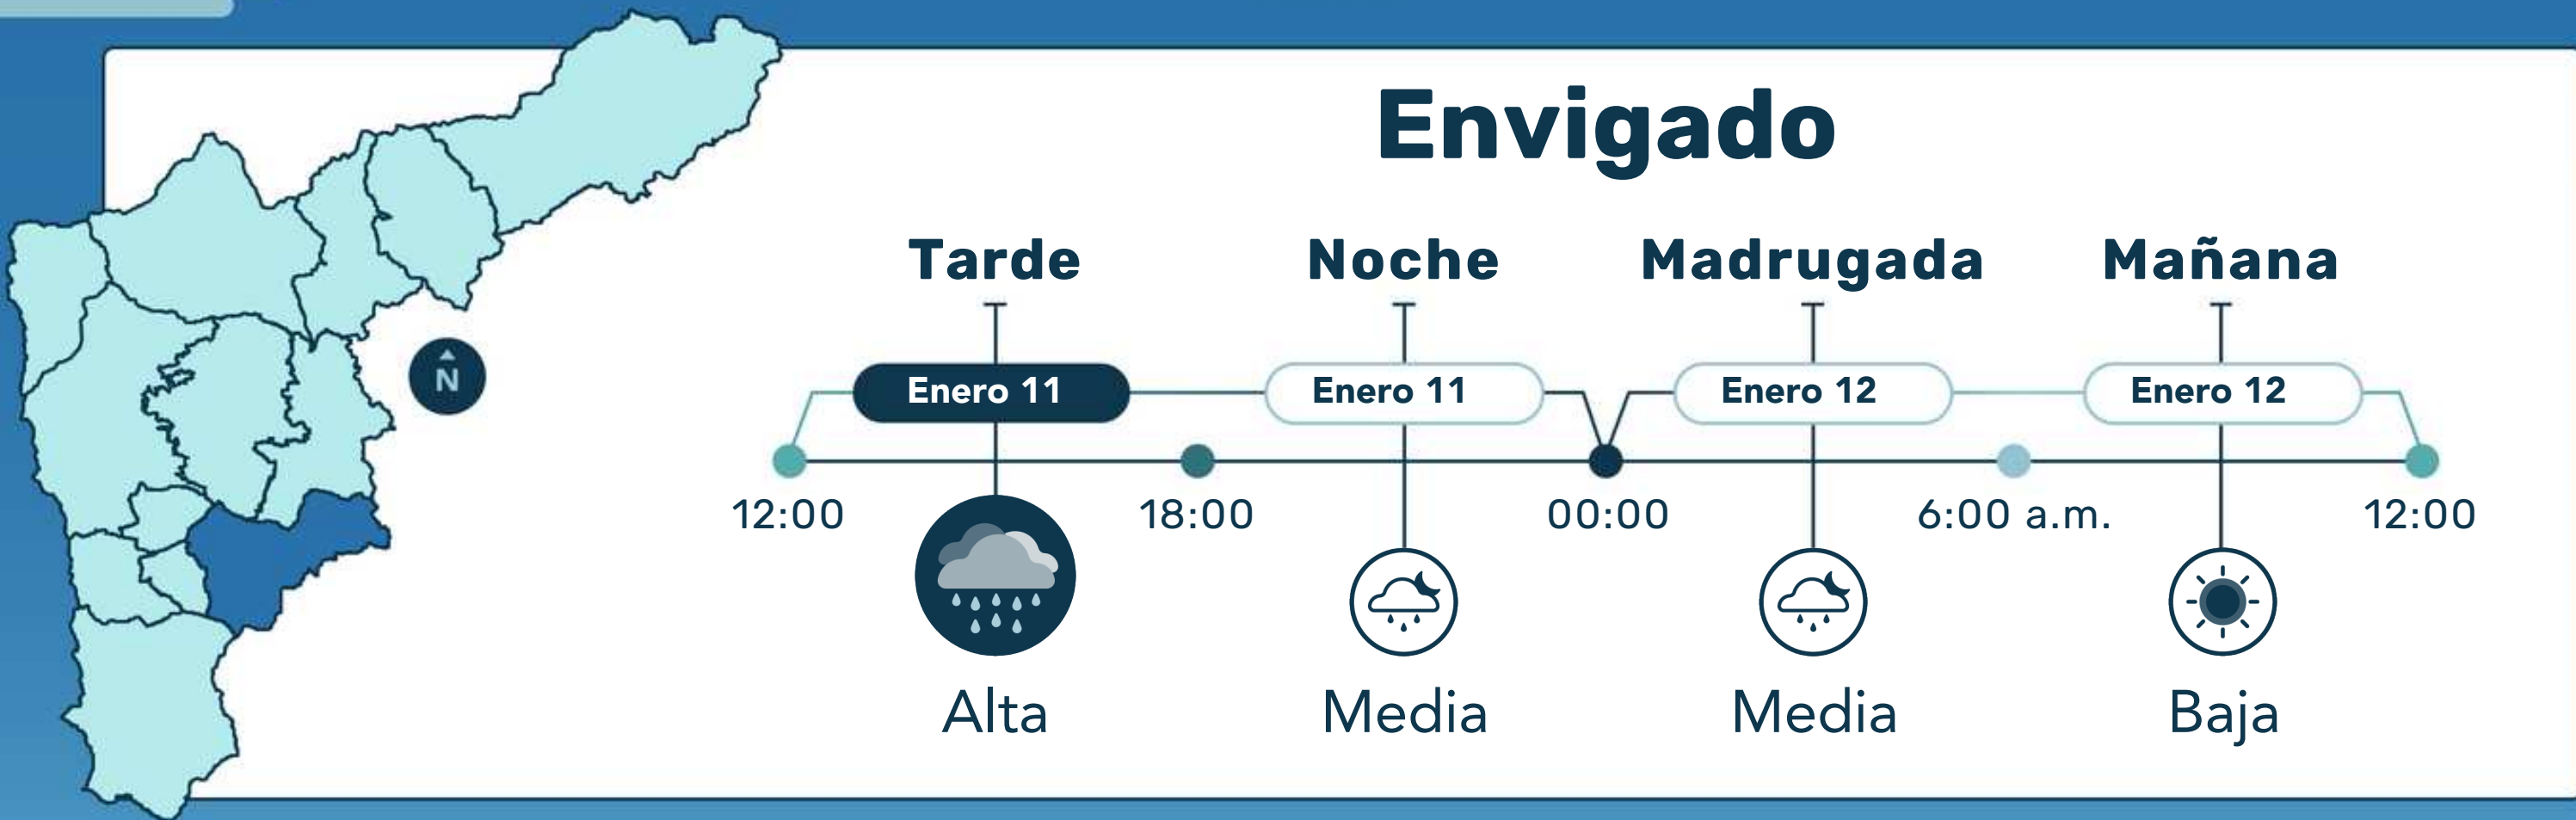 Envigado
Tarde Noche Madrugada Mañana
Enero 11 Enero 11 Enero 12 Enero 12
N
12:00 18:00 00:00 6:00 a.m. 12:00
Alta Media Media Baja